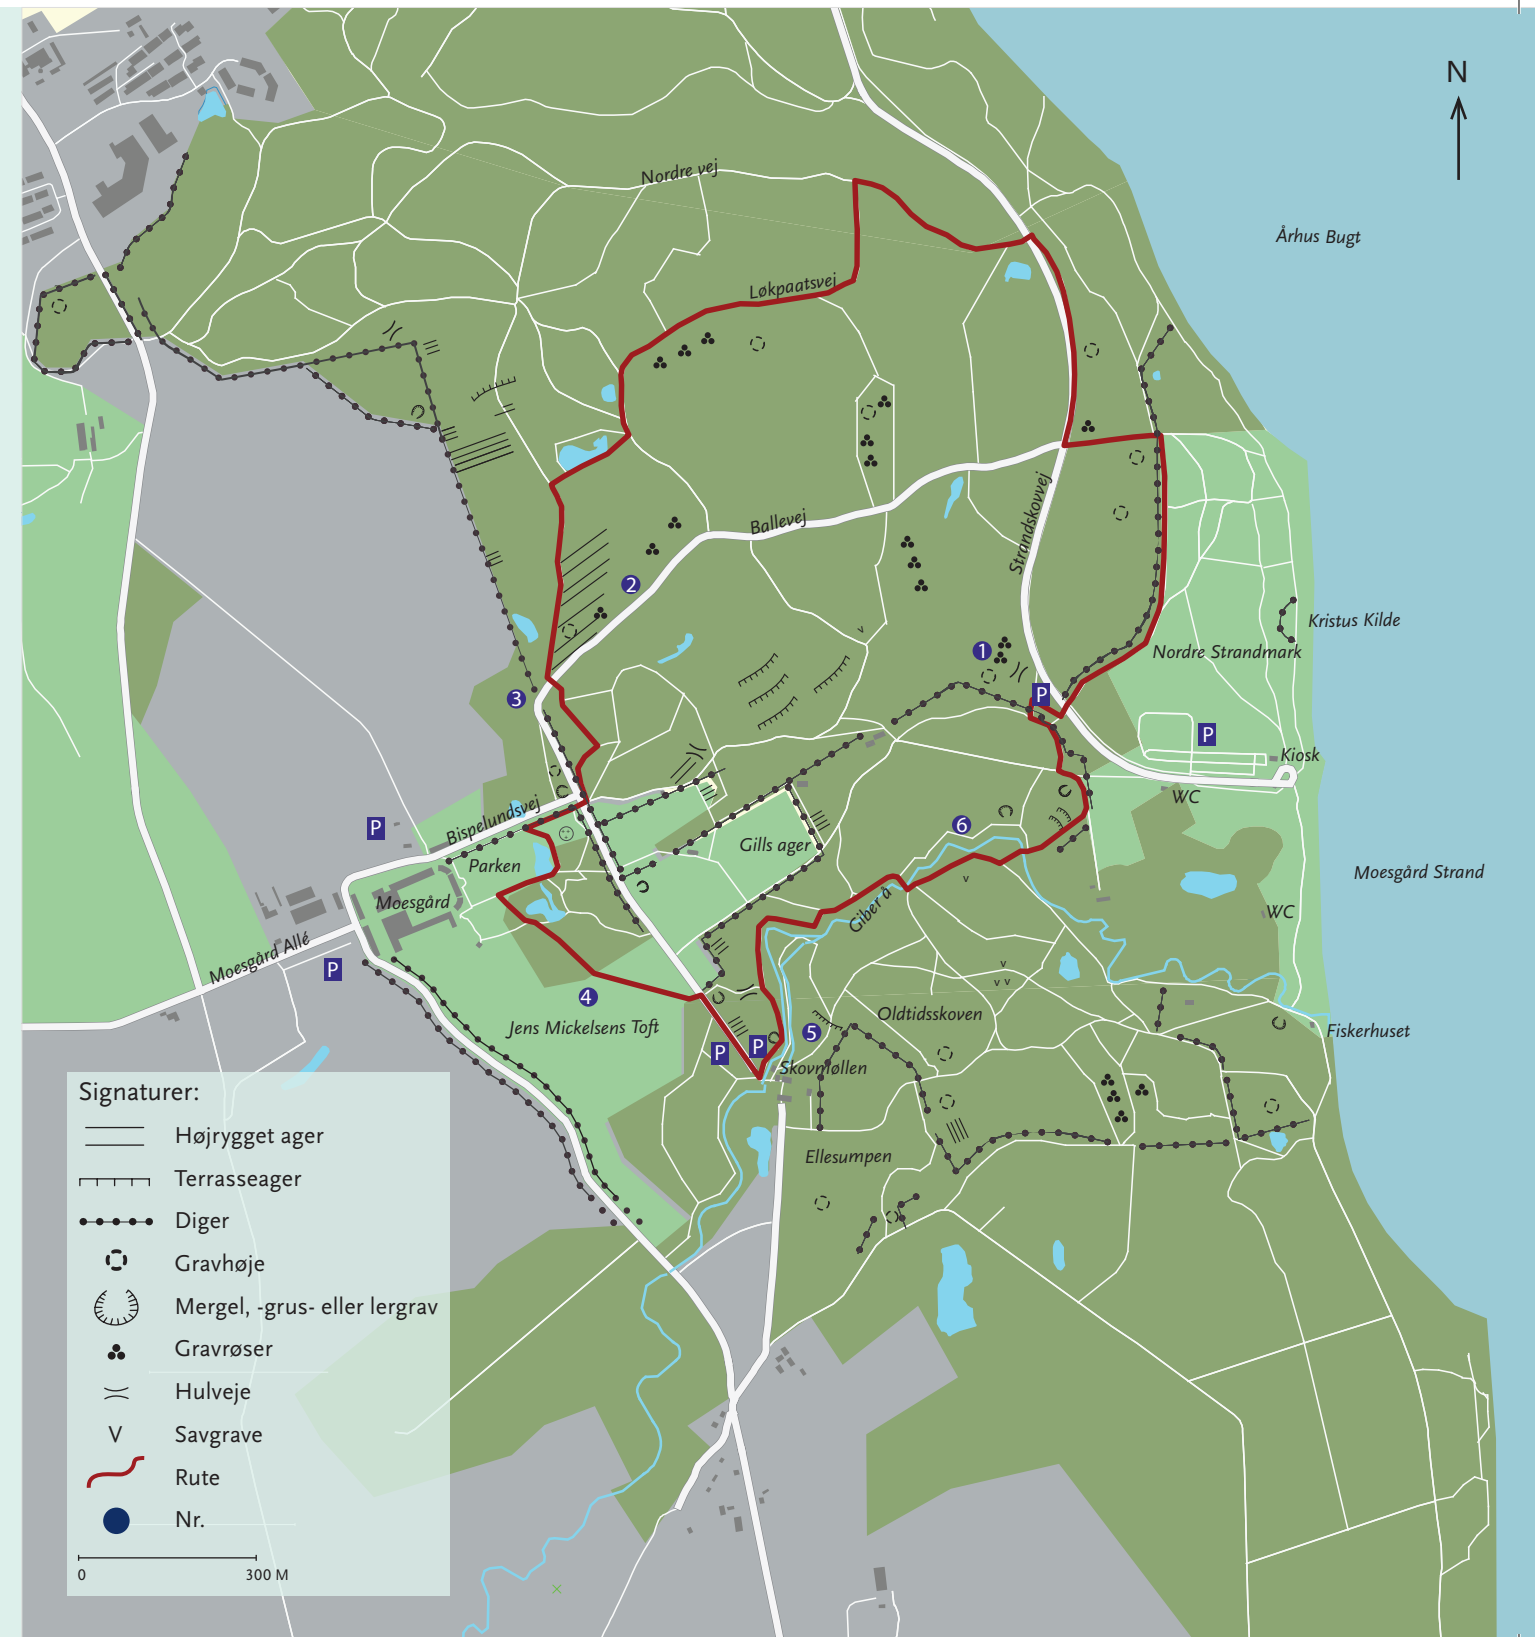 N
Nordre vej
Århus Bugt
Løkpaatsvej
Ballevej
Strandskovvej
2
Kristus Kilde
1
Nordre Strandmark
3
P
P
Kiosk
WC
Bispelundsvej
P
6
Gills ager
Parken
Moesgård Strand
Moesgård
Giber å
WC
Moesgård Allé
P
4
Jens Mickelsens Toft
Oldtidsskoven
5
Fiskerhuset
P
P
Skovmøllen
Ellesumpen
Signaturer:
Højrygget ager
Terrasseager
Diger
Gravhøje
Mergel, -grus- eller lergrav
Gravrøser
Hulveje
V Savgrave
Rute
Nr.
0 300 M